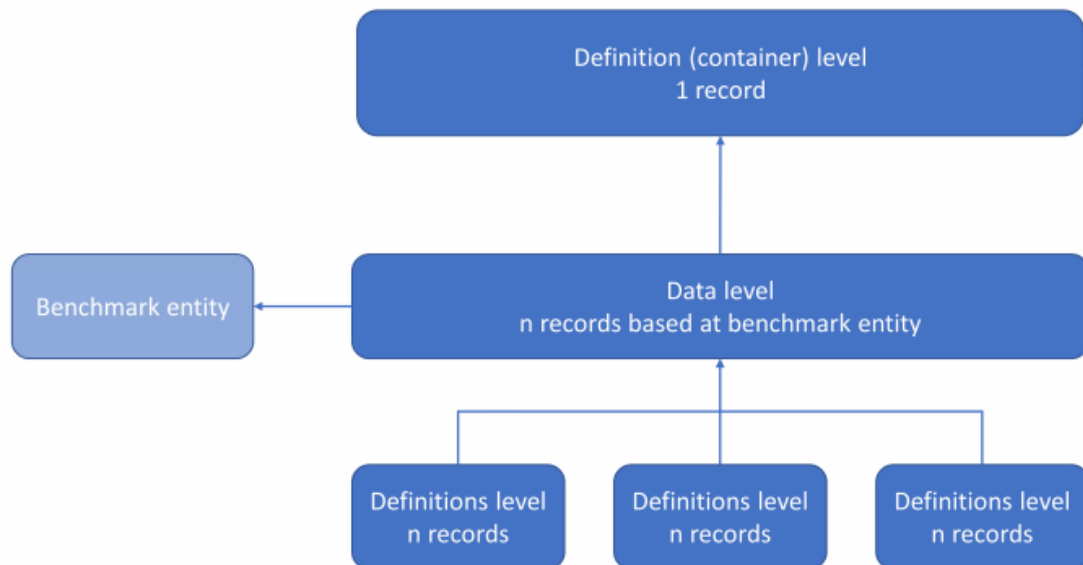 Definition (container) level
1 record
Benchmark entity
Data level
n records based at benchmark entity
Definitions level
n records
Definitions level
n records
Definitions level
n records